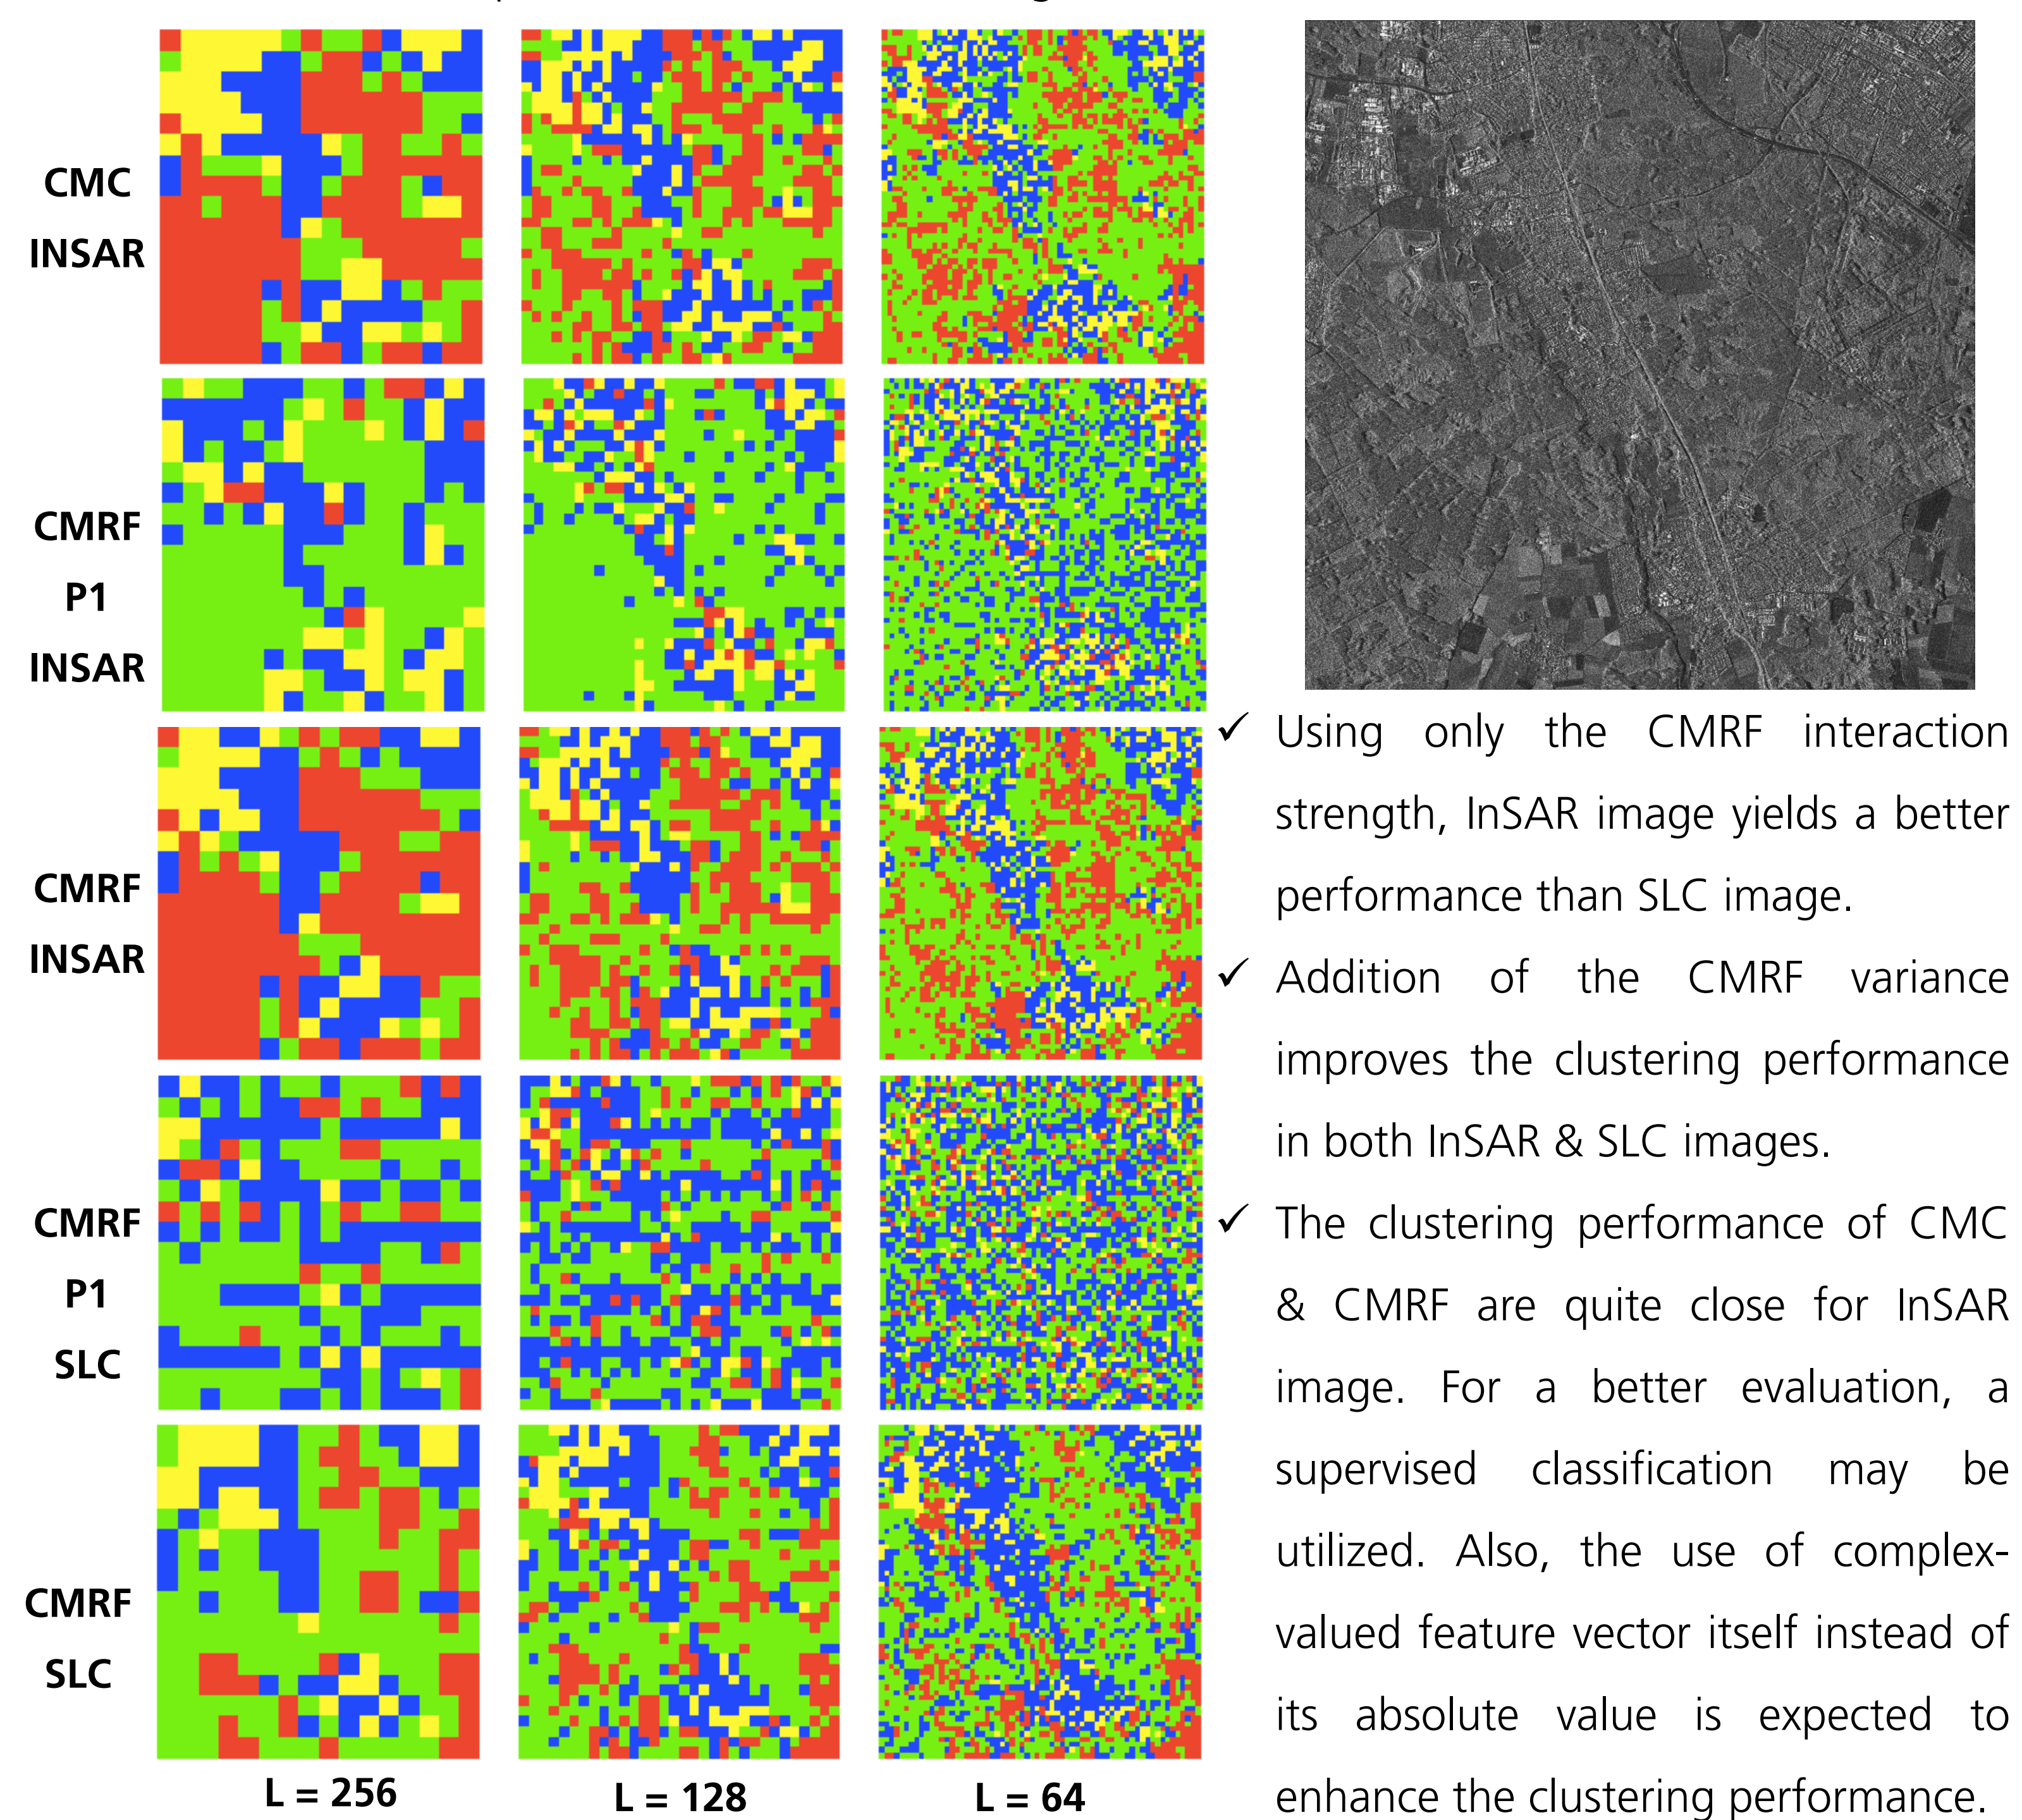 CMC
INSAR
CMRF
P1
INSAR
CMRF
INSAR
CMRF
P1
SLC
CMRF
SLC
L = 256
L = 128
L = 64
✓ Using only the CMRF interaction
strength, InSAR image yields a better
performance than SLC image.
✓ Addition of the CMRF variance
improves the clustering performance
in both InSAR & SLC images.
✓ The clustering performance of CMC
& CMRF are quite close for InSAR
image. For a better evaluation, a
supervised classification may be
utilized. Also, the use of complex-
valued feature vector itself instead of
its absolute value is expected to
enhance the clustering performance.